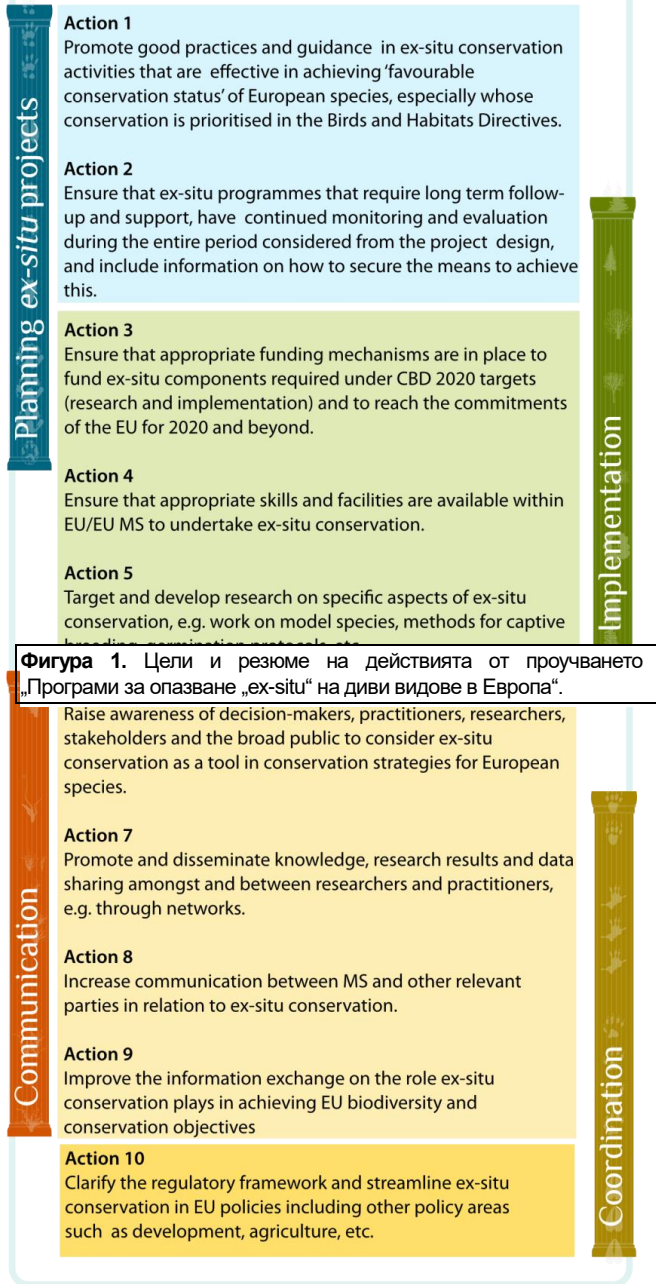 Planning ex-situ projects
Action 1
Promote good practices and guidance in ex-situ conservation
activities that are effective in achieving 'favourable
conservation status' of European species, especially whose
conservation is prioritised in the Birds and Habitats Directives.
Action 2
Ensure that ex-situ programmes that require long term follow-
up and support, have continued monitoring and evaluation
during the entire period considered from the project design,
and include information on how to secure the means to achieve
this.
Implementation
Action 3
Ensure that appropriate funding mechanisms are in place to
fund ex-situ components required under CBD 2020 targets
(research and implementation) and to reach the commitments
of the EU for 2020 and beyond.
Action 4
Ensure that appropriate skills and facilities are available within
EU/EU MS to undertake ex-situ conservation.
Action 5
Target and develop research on specific aspects of ex-situ
conservation, e.g. work on model species, methods for captive
Фигура 1. Цели и резюме на действията от проучването
„Програми за опазване „ex-situ“ на диви видове в Европа“.
Communication
Raise awareness of decision-makers, practitioners, researchers,
stakeholders and the broad public to consider ex-situ
conservation as a tool in conservation strategies for European
species.
Action 7
Promote and disseminate knowledge, research results and data
sharing amongst and between researchers and practitioners,
e.g. through networks.
Action 8
Increase communication between MS and other relevant
parties in relation to ex-situ conservation.
Action 9
Improve the information exchange on the role ex-situ
conservation plays in achieving EU biodiversity and
conservation objectives
Coordination
Action 10
Clarify the regulatory framework and streamline ex-situ
conservation in EU policies including other policy areas
such as development, agriculture, etc.